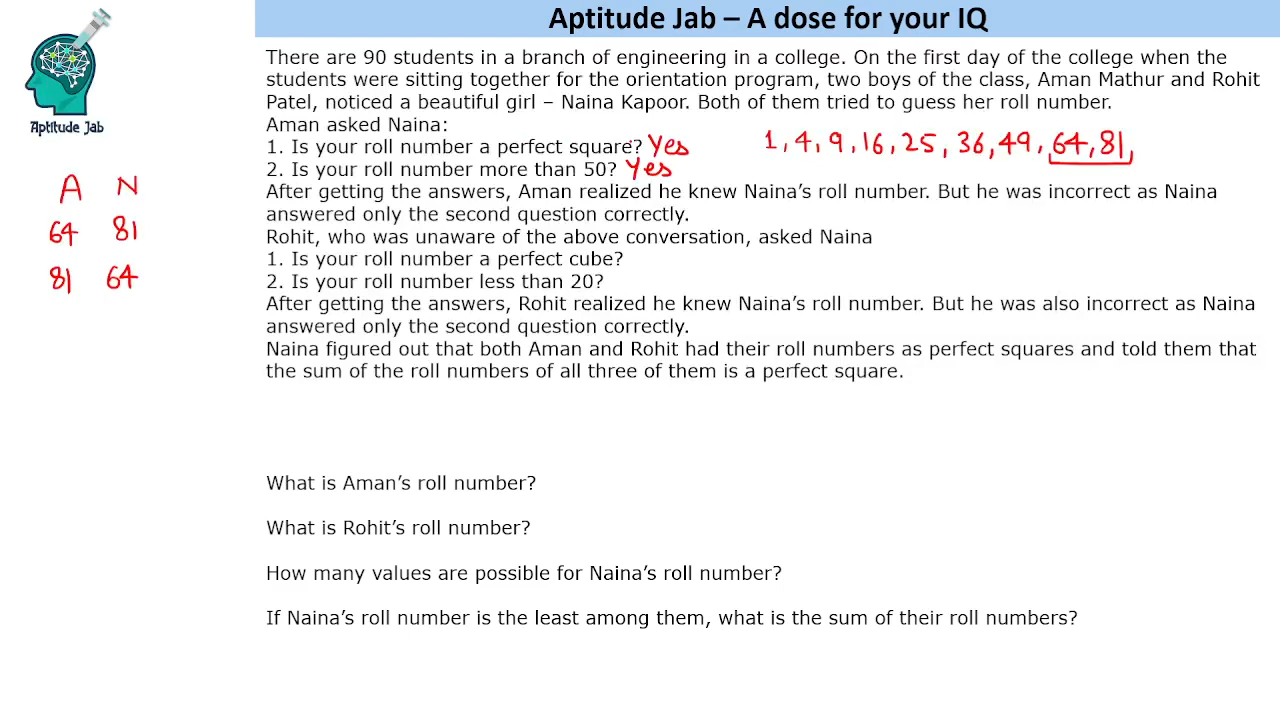 Aptitude Jab – A dose for your IQ
There are 90 students in a branch of engineering in a college. On the first day of the college when the
students were sitting together for the orientation program, two boys of the class, Aman Mathur and Rohit
Patel, noticed a beautiful girl – Naina Kapoor. Both of them tried to guess her roll number.
Aptitude Jab
Aman asked Naina:
1. Is your roll number a perfect square? Yes 1, 4, 9, 16, 25, 36, 49, 64, 81,
2. Is your roll number more than 50? Yes
A N
After getting the answers, Aman realized he knew Naina's roll number. But he was incorrect as Naina
answered only the second question correctly.
64 81
Rohit, who was unaware of the above conversation, asked Naina
1. Is your roll number a perfect cube?
81 64
2. Is your roll number less than 20?
After getting the answers, Rohit realized he knew Naina's roll number. But he was also incorrect as Naina
answered only the second question correctly.
Naina figured out that both Aman and Rohit had their roll numbers as perfect squares and told them that
the sum of the roll numbers of all three of them is a perfect square.
What is Aman's roll number?
What is Rohit's roll number?
How many values are possible for Naina's roll number?
If Naina's roll number is the least among them, what is the sum of their roll numbers?